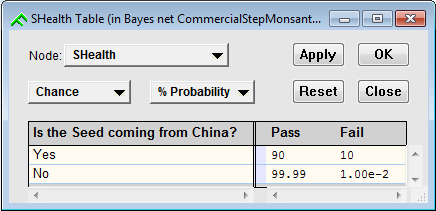 SHealth Table (in Bayes net CommercialStepMonsant...
Node: SHealth Apply OK
Chance % Probability Reset Close
Is the Seed coming from China? Pass Fail
Yes 90 10
No 99.99 1.00e-2